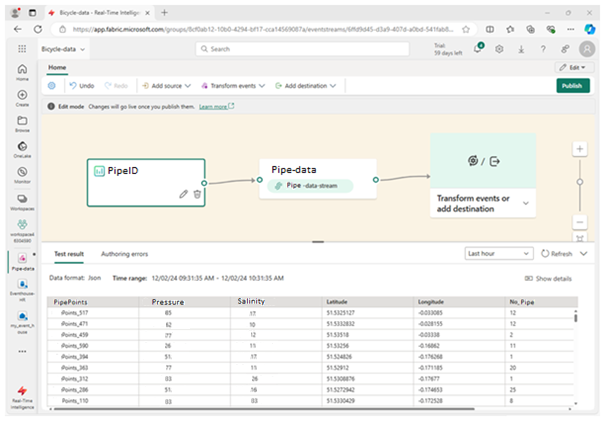 Bicycle-data - Real-Time Intelligence
https://app.fabric.microsoft.com/groups/8cf0ab12-10b0-4294-bf17-cca14569087a/eventstreams/6ffd9d45-d3a9-407d-a0bd-541fab8...
Bicycle-data
Search
Trial:
59 days left
4
Home
Home
Edit
Undo
Redo
Add source
Transform events
Add destination
Publish
Create
Edit mode Changes will go live once you publish them. Learn more
Browse
OneLake
Monitor
Workspaces
Pipe-data
Eventhouse-
my_event_h
ouse
...
Real-Time
Intelligence
PipeID
Pipe-data
Pipe -data-stream
/
Transform events or
add destination
Test result
Authoring errors
Last hour
Refresh
Data format: Json Time range: 12/02/24 09:31:35 AM - 12/02/24 10:31:35 AM
Show details
PipePoints Pressure Salinity Latitude Longitude No_Pipe
Points_517 65 17. 51.5325127 -0.033085 12
Points_471 62 10 51.5332832 -0.028155 12
Points_459 77 12 51.53518 -0.03338 2
Points_590 26 11. 51.53256 -0.16862 11
Points_394 51. 17. 51.524826 -0.176268 1
Points_363 77 11. 51.52912 -0.171185 20
Points_312 03 26 51.5308876 -0.17677 1
Points_286 51. 16 51.5272942 -0.174653 25
Points_110 03 03 51.5330429 -0.172528 8